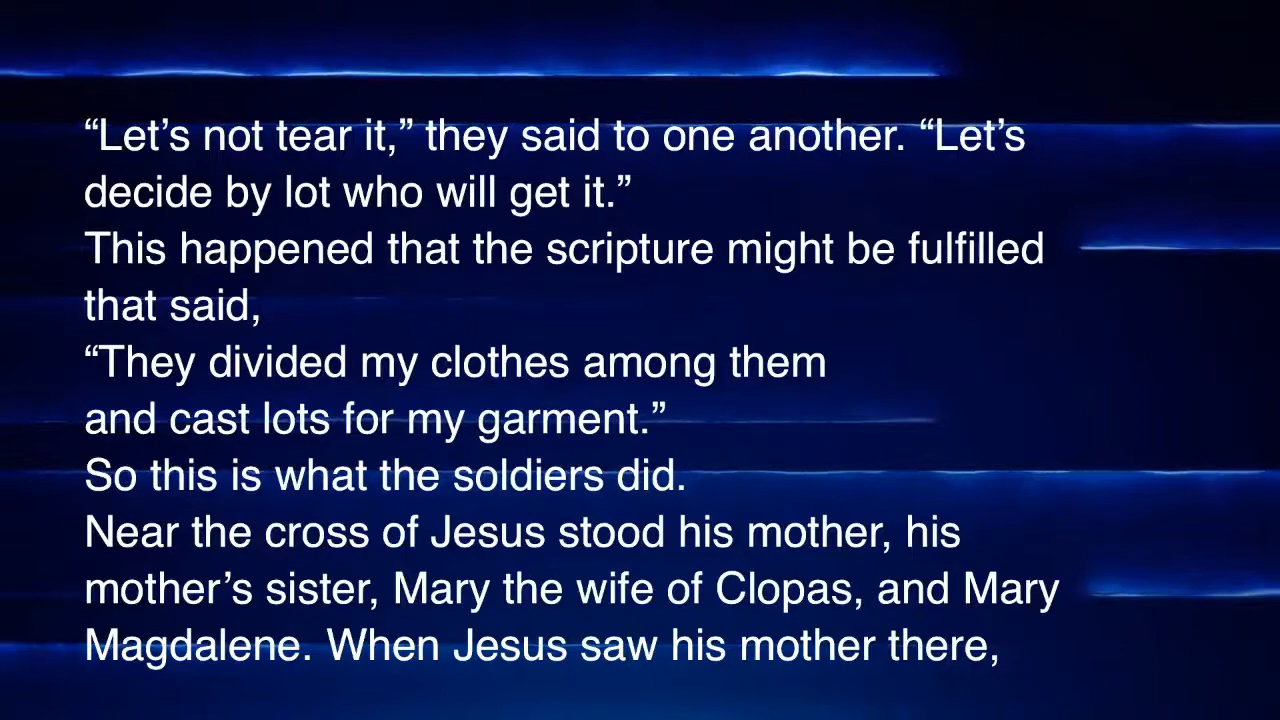 “Let’s not tear it,” they said to one another. “Let’s
decide by lot who will get it.”
This happened that the scripture might be fulfilled
that said,
“They divided my clothes among them
and cast lots for my garment.”
So this is what the soldiers did.
Near the cross of Jesus stood his mother, his
mother’s sister, Mary the wife of Clopas, and Mary
Magdalene. When Jesus saw his mother there,